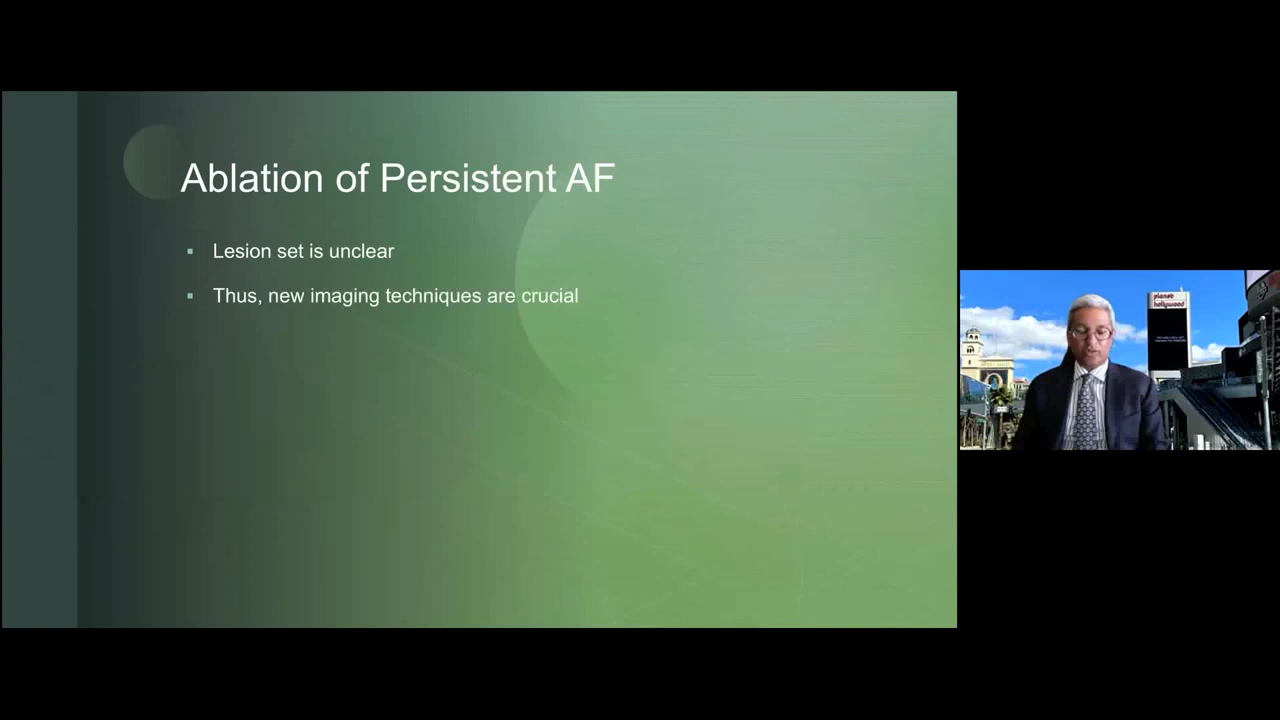 Ablation of Persistent AF
Lesion set is unclear
Thus, new imaging techniques are crucial
planet
hollywood